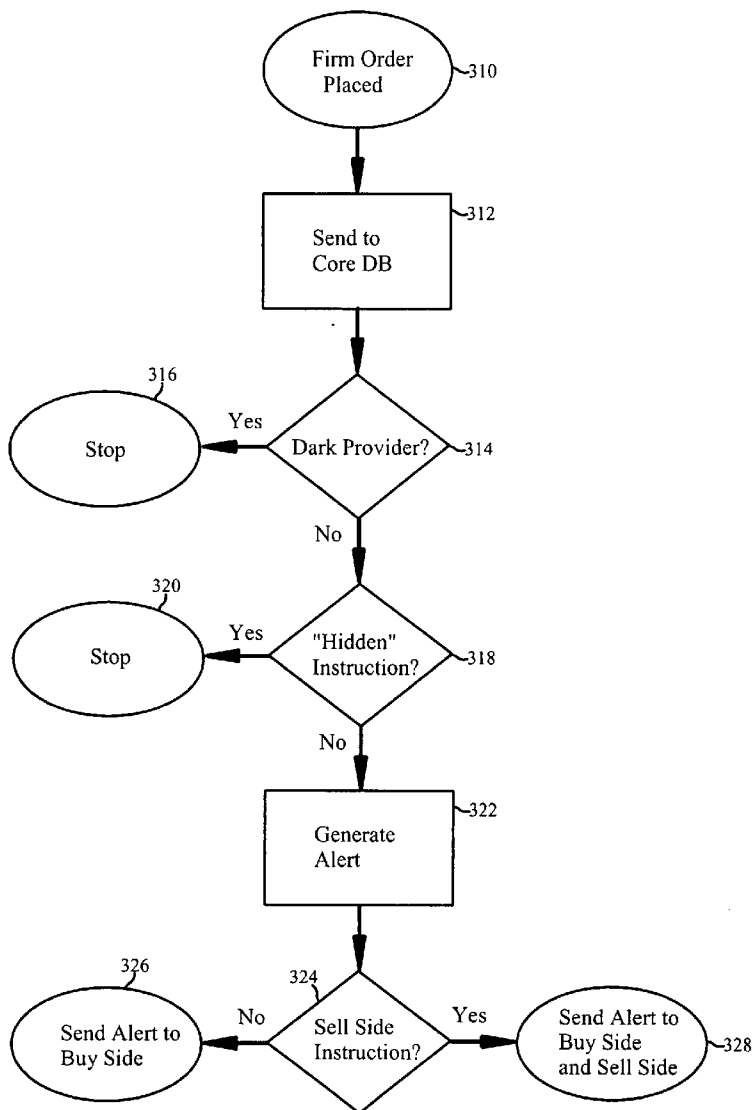 Firm Order
Placed
310
312
Send to
Core DB
316
Yes
Stop
Dark Provider?
314
No
320
Yes
Stop
"Hidden"
Instruction?
318
No
322
Generate
Alert
326
324
No
Yes
Send Alert to
Buy Side
Sell Side
Instruction?
Send Alert to
Buy Side
and Sell Side
328